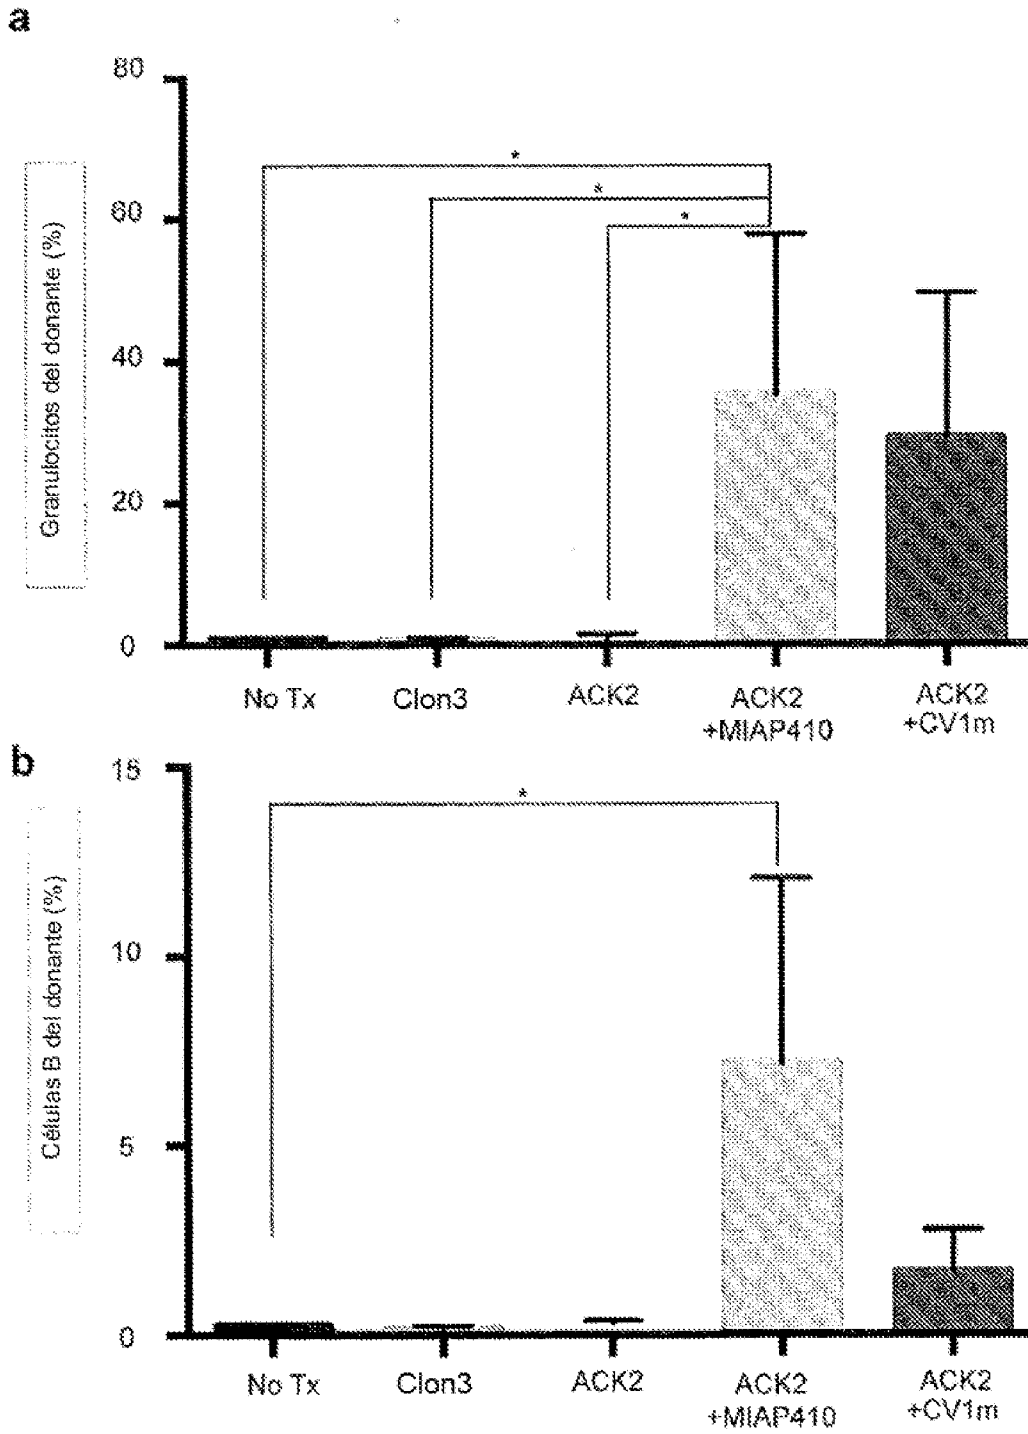 a
80
60
40
20
0
Granulocitos del donante (%)
*
*
*
No Tx
Clon3
ACK2
ACK2
+MIAP410
ACK2
+CV1m
b
15
10
5
0
Células B del donante (%)
*
No Tx
Clon3
ACK2
ACK2
+MIAP410
ACK2
+CV1m